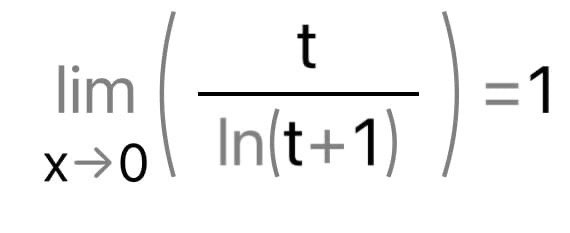 lim x→0 ( t / ln(t+1) ) = 1